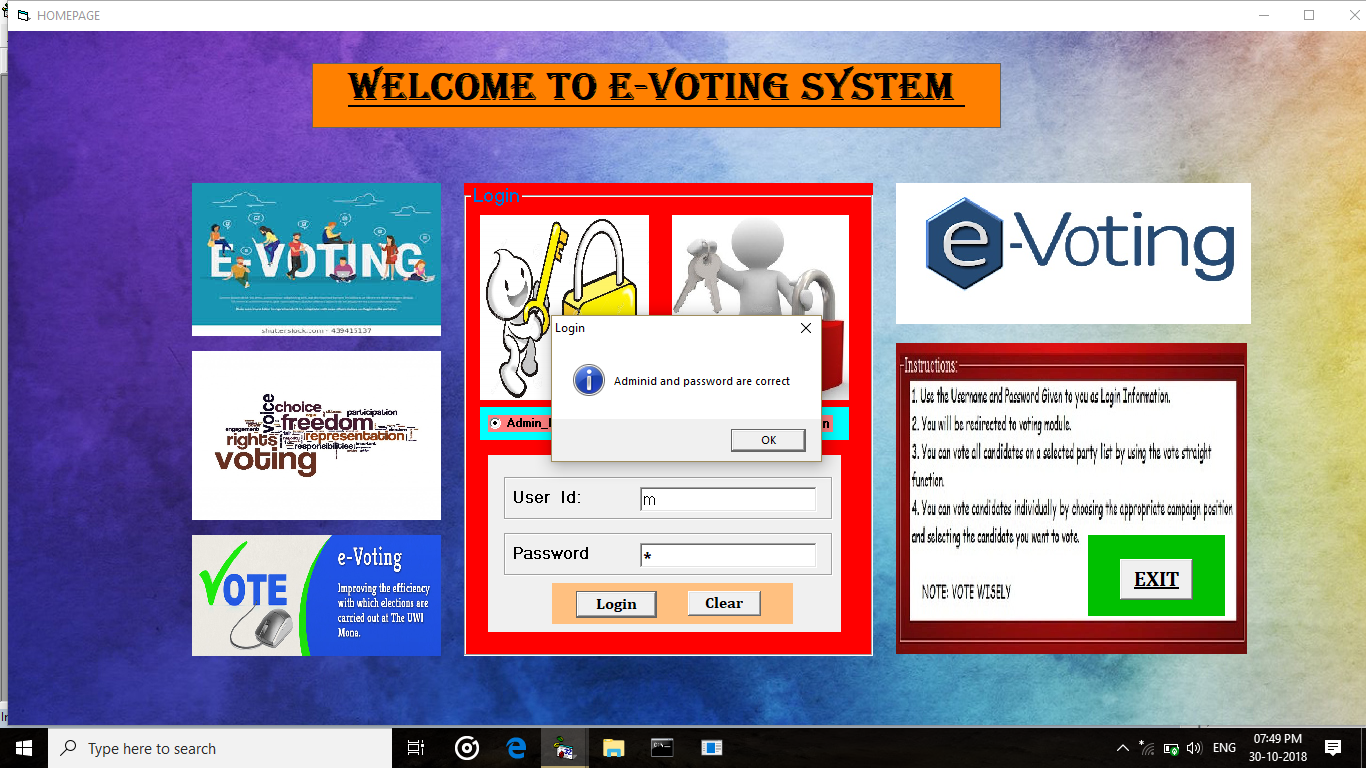 HOMEPAGE
WELCOME TO E-VOTING SYSTEM
E-VOTING
shutterstock.com - 439415137
voice
choice
participation
freedom
rights
representation
responsibilities
voting
VOTE
e-Voting
Improving the efficiency
with which elections are
carried out at The UWI
Mona.
Login
Login
Adminid and password are correct
OK
User Id:
m
Password
*
Login
Clear
e-Voting
Instructions:
1. Use the Username and Password Given to you as Login Information.
2. You will be redirected to voting module.
3. You can vote all candidates on a selected party list by using the vote straight
function.
4. You can vote candidates individually by choosing the appropriate campaign position
and selecting the candidate you want to vote.
NOTE: VOTE WISELY
EXIT
Type here to search
ENG
07:49 PM
30-10-2018